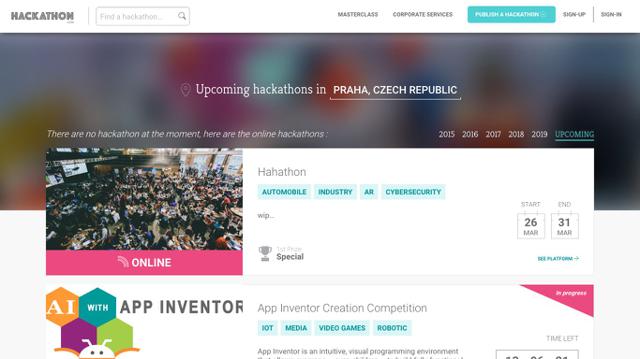 HACKATHON
.COM
Find a hackathon...
MASTERCLASS
CORPORATE SERVICES
PUBLISH A HACKATHON
SIGN-UP
SIGN-IN
Upcoming hackathons in PRAHA, CZECH REPUBLIC
There are no hackathon at the moment, here are the online hackathons :
2015 2016 2017 2018 2019 UPCOMING
Hahathon
AUTOMOBILE INDUSTRY AR CYBERSECURITY
wip...
START END
26 31
MAR MAR
1st Prize
Special
SEE PLATFORM
ONLINE
AI WITH APP INVENTOR
In progress
App Inventor Creation Competition
IOT MEDIA VIDEO GAMES ROBOTIC
TIME LEFT
App Inventor is an intuitive, visual programming environment